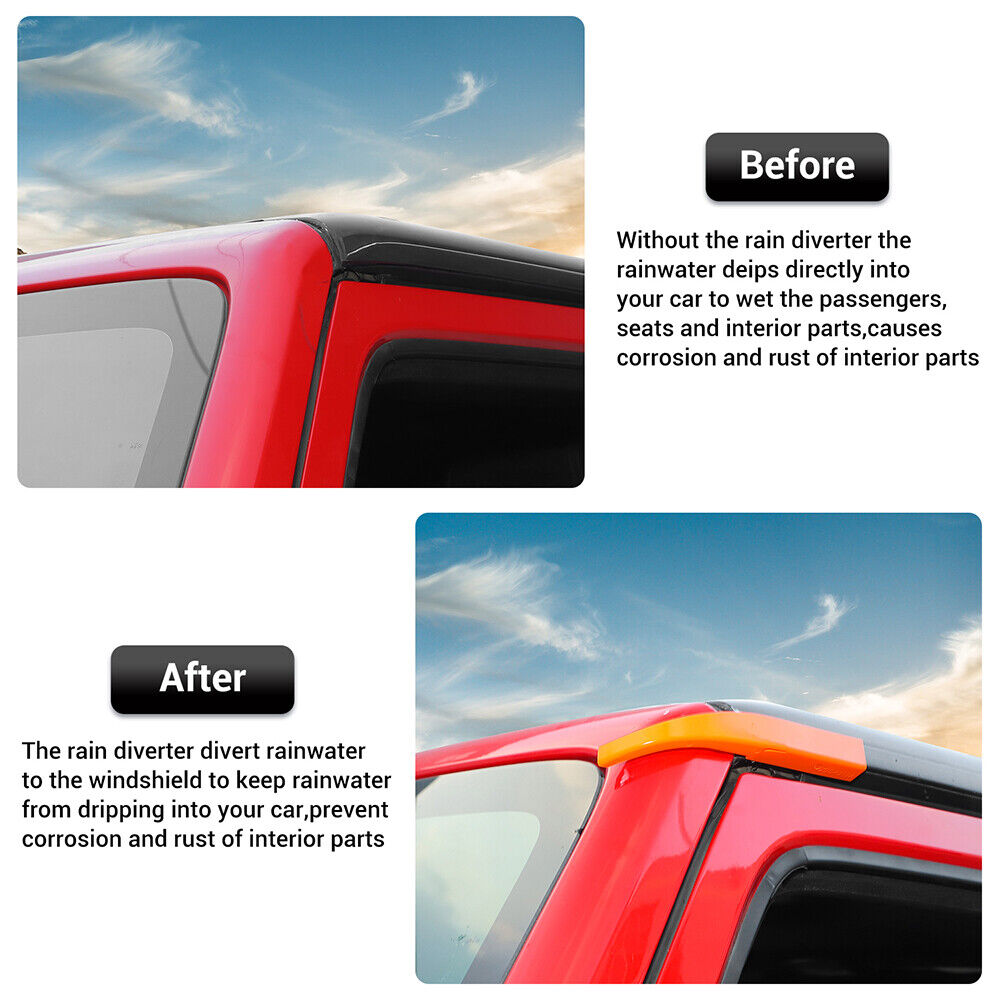 Before
Without the rain diverter the
rainwater deips directly into
your car to wet the passengers,
seats and interior parts,causes
corrosion and rust of interior parts
After
The rain diverter divert rainwater
to the windshield to keep rainwater
from dripping into your car,prevent
corrosion and rust of interior parts